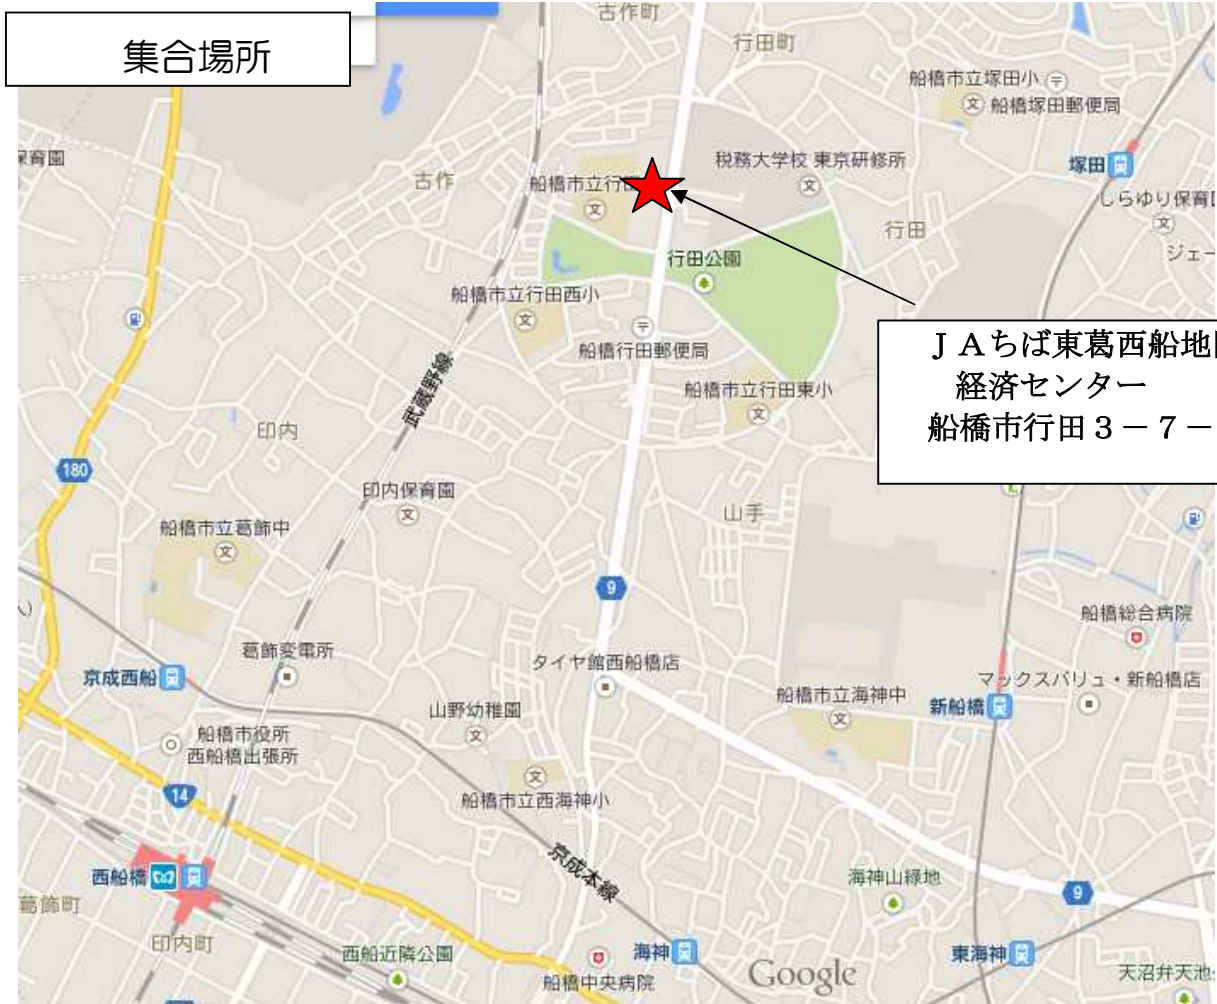 集合場所
古作町
行田町
船橋市立塚田小
船橋塚田郵便局
保育園
税務大学校 東京研修所
塚田
古作
船橋市立行田
しらゆり保育
行田
行田公園
ジェー
船橋市立行田西小
船橋行田郵便局
ＪＡちば東葛西船地
経済センター
船橋市行田３－７－
武蔵野線
船橋市立行田東小
印内
180
印内保育園
山手
船橋市立葛飾中
9
船橋総合病院
葛飾変電所
タイヤ館西船橋店
京成西船
マックスバリュ・新船橋店
船橋市立海神中
新船橋
山野幼稚園
船橋市役所
西船橋出張所
14
船橋市立西海神小
京成本線
西船橋
海神山緑地
9
葛飾町
印内町
西船近隣公園
海神
東海神
船橋中央病院
Google
天沼弁天池